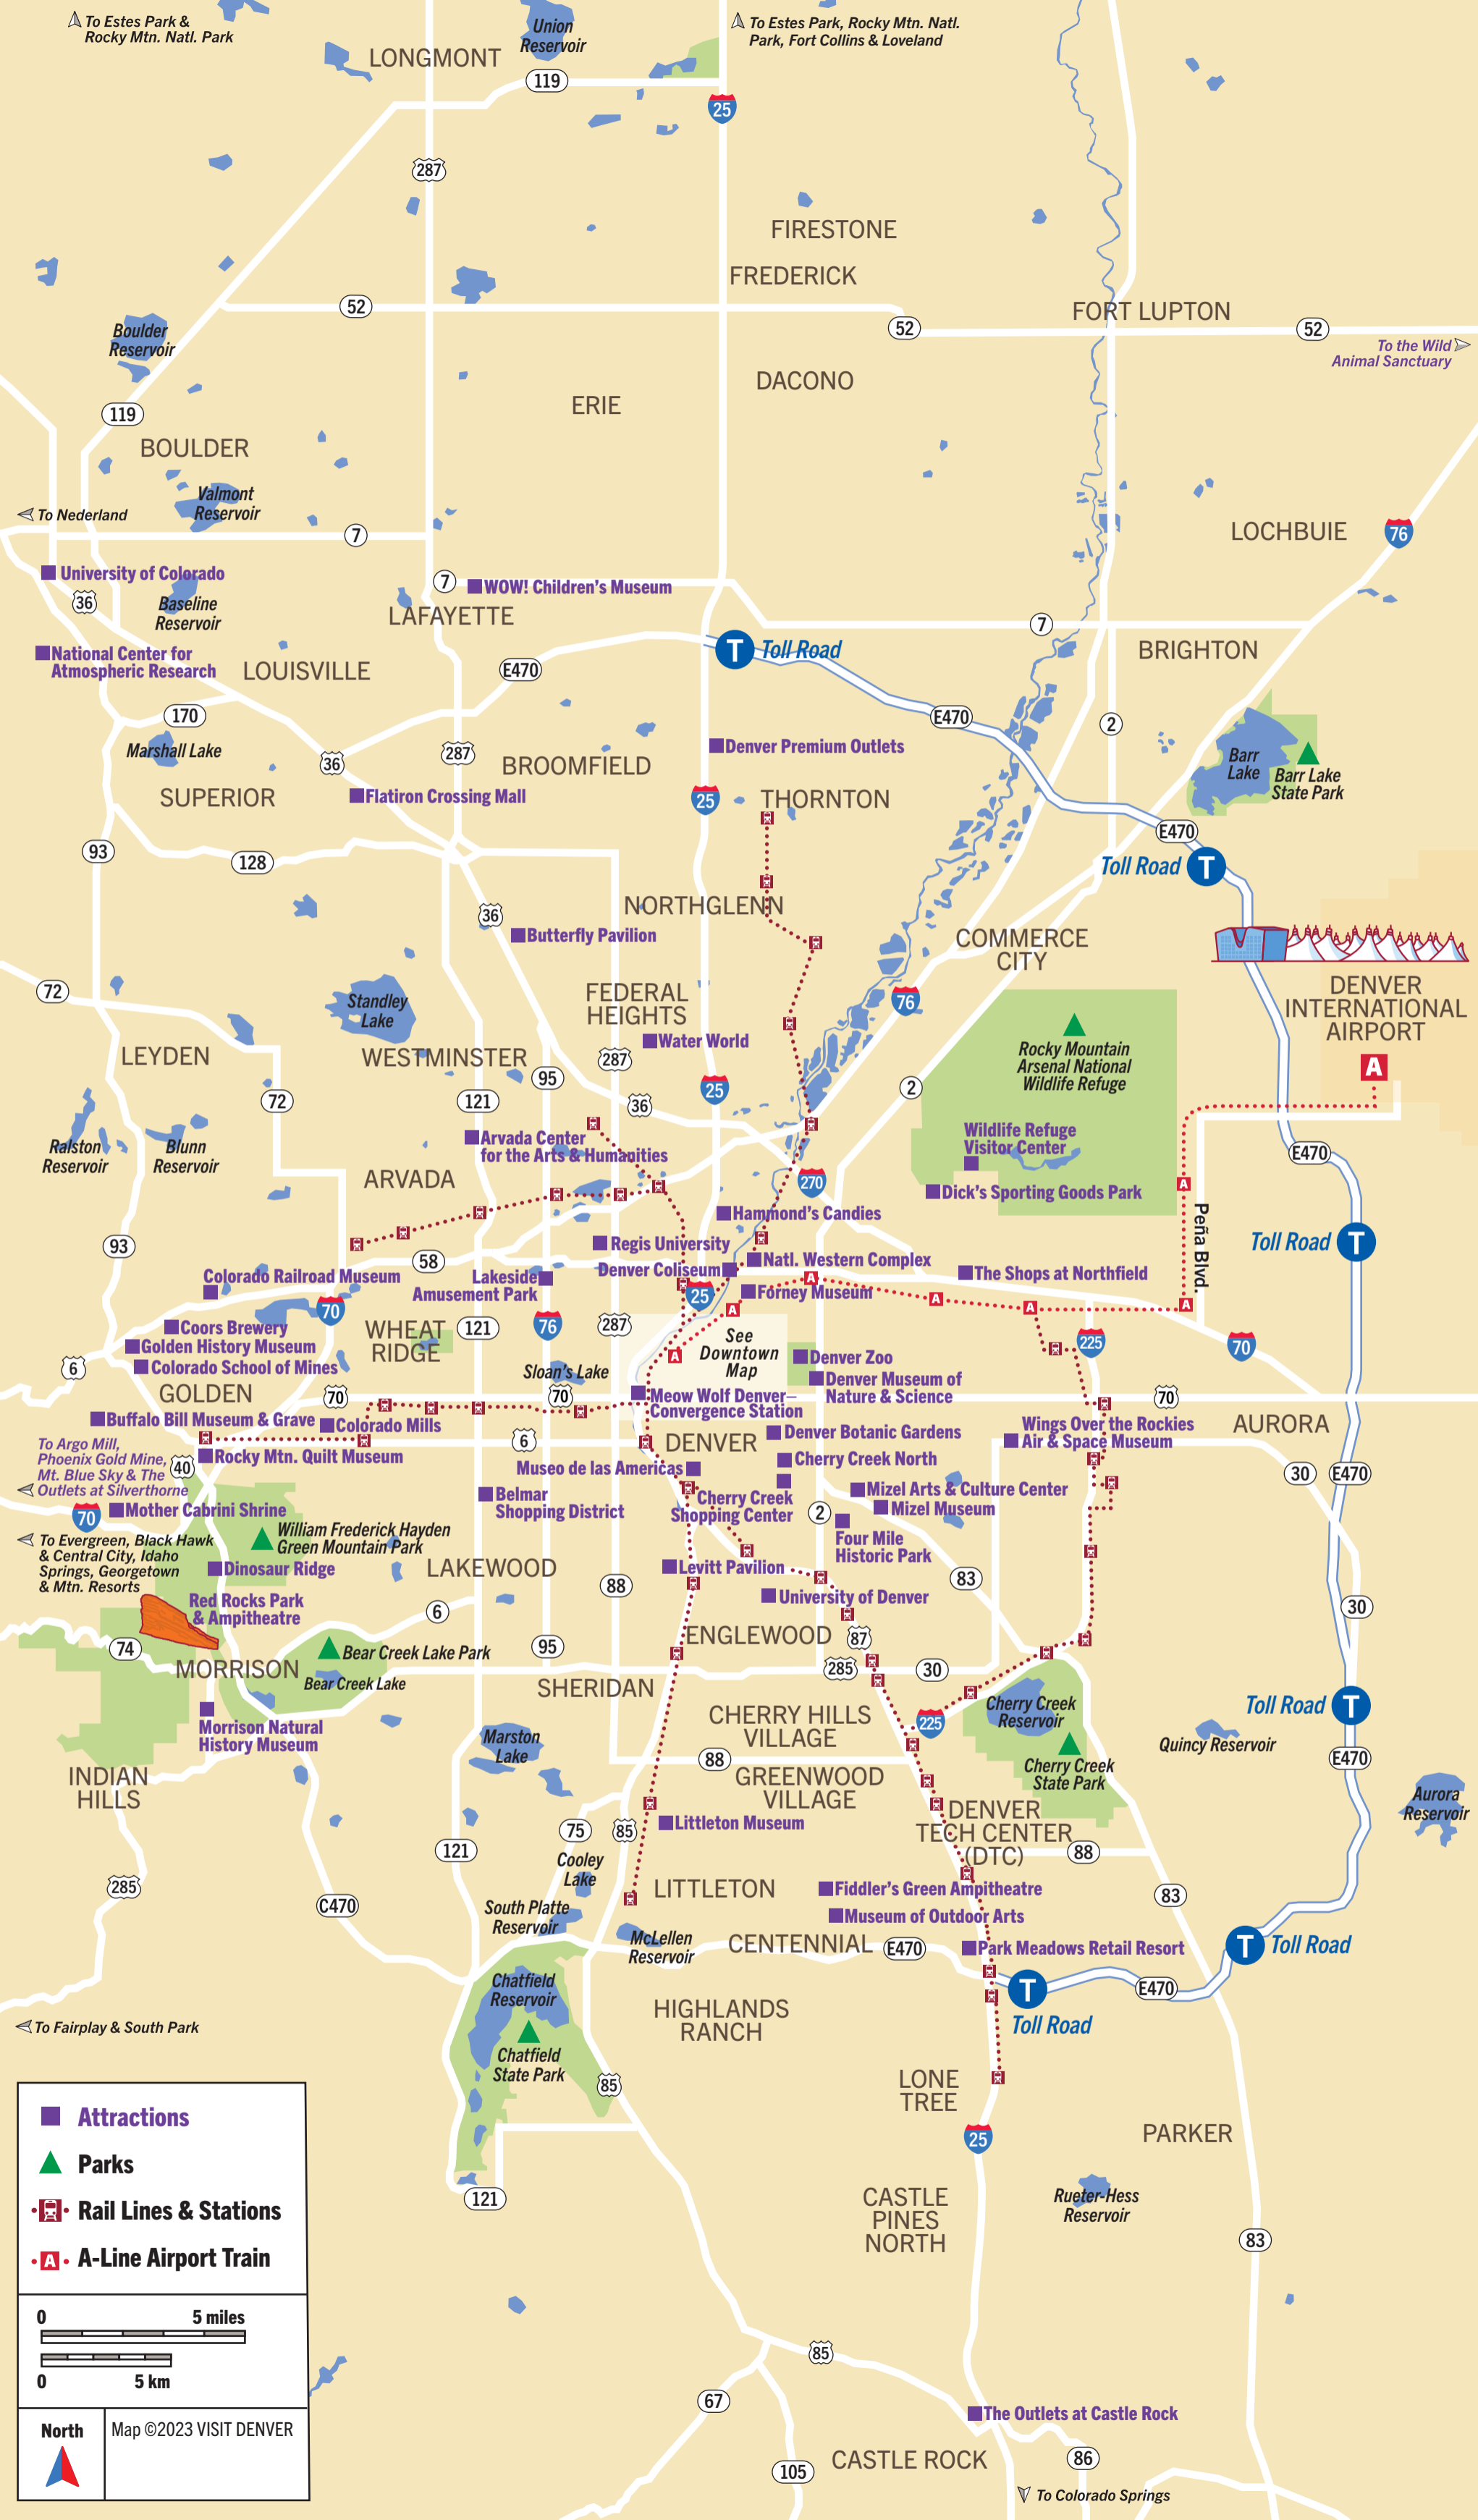 To Estes Park &
Rocky Mtn. Natl. Park
Union
Reservoir
To Estes Park, Rocky Mtn. Natl.
Park, Fort Collins & Loveland
LONGMONT
119
25
287
FIRESTONE
FREDERICK
52
52
FORT LUPTON
52
To the Wild
Animal Sanctuary
Boulder
Reservoir
DACONO
ERIE
119
BOULDER
Valmont
Reservoir
To Nederland
7
LOCHBUIE
76
University of Colorado
36
Baseline
Reservoir
7
WOW! Children's Museum
LAFAYETTE
7
National Center for
Atmospheric Research
LOUISVILLE
E470
T
Toll Road
BRIGHTON
170
E470
2
Marshall Lake
36
287
Denver Premium Outlets
BROOMFIELD
Barr
Lake
Barr Lake
State Park
SUPERIOR
Flatiron Crossing Mall
25
THORNTON
93
128
E470
Toll Road
T
36
NORTHGLENN
Butterfly Pavilion
COMMERCE
CITY
72
Standley
Lake
FEDERAL
HEIGHTS
76
DENVER
INTERNATIONAL
AIRPORT
A
LEYDEN
WESTMINSTER
Water World
287
Rocky Mountain
Arsenal National
Wildlife Refuge
95
25
2
72
121
36
Ralston
Reservoir
Blunn
Reservoir
Arvada Center
for the Arts & Humanities
Wildlife Refuge
Visitor Center
E470
ARVADA
270
Dick's Sporting Goods Park
A
Peña Blvd.
Hammond's Candies
93
58
Regis University
Natl. Western Complex
Toll Road
T
Colorado Railroad Museum
Lakeside
Amusement Park
Denver Coliseum
A
The Shops at Northfield
70
25
Forney Museum
A
A
A
A
Coors Brewery
WHEAT
RIDGE
121
76
287
See
Downtown
Map
225
70
Golden History Museum
6
Colorado School of Mines
Sloan's Lake
A
Denver Zoo
Denver Museum of
Nature & Science
GOLDEN
70
70
Meow Wolf Denver–
Convergence Station
70
Buffalo Bill Museum & Grave
Colorado Mills
Wings Over the Rockies
Air & Space Museum
AURORA
To Argo Mill,
Phoenix Gold Mine,
Mt. Blue Sky & The
Outlets at Silverthorne
40
Rocky Mtn. Quilt Museum
6
DENVER
Denver Botanic Gardens
Museo de las Americas
Cherry Creek North
30
E470
Belmar
Shopping District
Cherry Creek
Shopping Center
Mizel Arts & Culture Center
70
Mother Cabrini Shrine
2
Mizel Museum
Four Mile
Historic Park
To Evergreen, Black Hawk
& Central City, Idaho
Springs, Georgetown
& Mtn. Resorts
William Frederick Hayden
Green Mountain Park
Dinosaur Ridge
LAKEWOOD
Levitt Pavilion
83
Red Rocks Park
& Ampitheatre
88
University of Denver
6
30
74
Bear Creek Lake Park
95
ENGLEWOOD
87
MORRISON
Bear Creek Lake
SHERIDAN
285
30
Morrison Natural
History Museum
CHERRY HILLS
VILLAGE
225
Cherry Creek
Reservoir
Toll Road
T
Marston
Lake
Quincy Reservoir
E470
88
INDIAN
HILLS
GREENWOOD
VILLAGE
Cherry Creek
State Park
Aurora
Reservoir
75
85
Littleton Museum
DENVER
TECH CENTER
(DTC)
121
88
Cooley
Lake
285
C470
LITTLETON
Fiddler's Green Ampitheatre
83
South Platte
Reservoir
Museum of Outdoor Arts
McLellen
Reservoir
CENTENNIAL
E470
Park Meadows Retail Resort
T
Toll Road
Chatfield
Reservoir
T
E470
HIGHLANDS
RANCH
Toll Road
To Fairplay & South Park
Chatfield
State Park
85
LONE
TREE
Attractions
25
PARKER
Parks
121
CASTLE
PINES
NORTH
Rueter-Hess
Reservoir
Rail Lines & Stations
83
A
A-Line Airport Train
0
5 miles
85
0
5 km
67
The Outlets at Castle Rock
North
Map ©2023 VISIT DENVER
CASTLE ROCK
86
105
To Colorado Springs